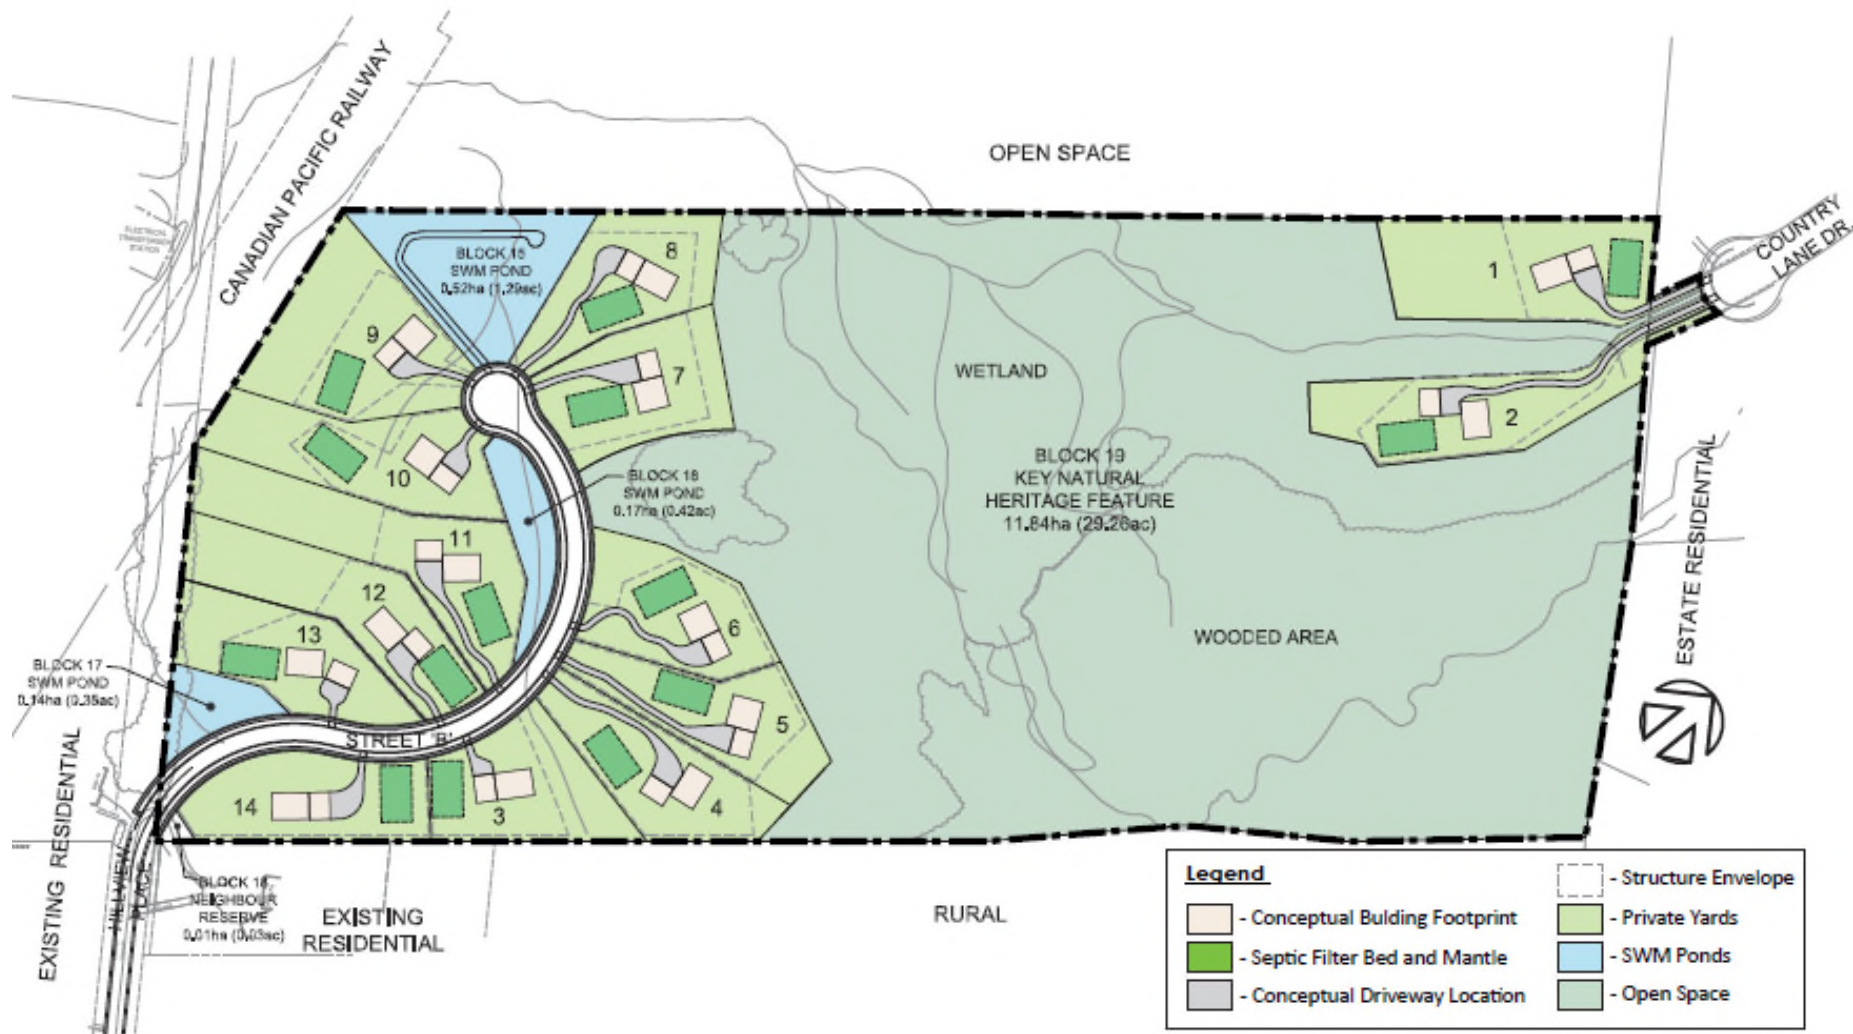 CANADIAN PACIFIC RAILWAY
ELECTRICAL
TRANSFORMER
STATION
OPEN SPACE
COUNTRY
LANE DR.
BLOCK 15
SWM POND
0.52ha (1.29ac)
8
1
9
7
2
10
WETLAND
BLOCK 16
SWM POND
0.17ha (0.42ac)
BLOCK 19
KEY NATURAL
HERITAGE FEATURE
11.84ha (29.26ac)
11
12
13
6
5
WOODED AREA
ESTATE RESIDENTIAL
BLOCK 17
SWM POND
0.14ha (0.35ac)
STREET 'B'
14
3
4
EXISTING RESIDENTIAL
HILLVIEW
PLACE
BLOCK 18
NEIGHBOUR
RESERVE
0.01ha (0.03ac)
EXISTING
RESIDENTIAL
RURAL
Legend
- Conceptual Bulding Footprint
- Septic Filter Bed and Mantle
- Conceptual Driveway Location
- Structure Envelope
- Private Yards
- SWM Ponds
- Open Space